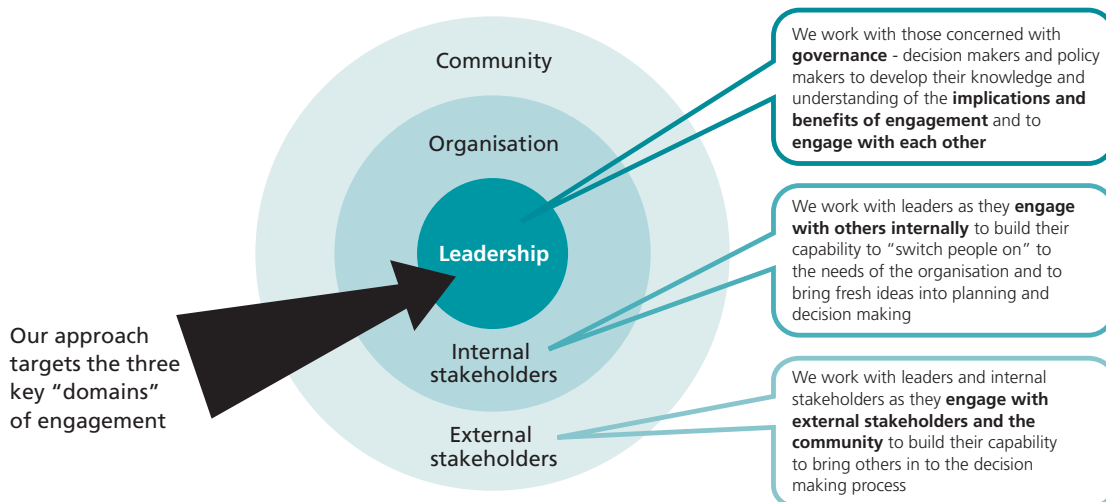 Community
Organisation
Leadership
Internal
stakeholders
External
stakeholders
Our approach
targets the three
key “domains”
of engagement
We work with those concerned with
governance - decision makers and policy
makers to develop their knowledge and
understanding of the implications and
benefits of engagement and to
engage with each other
We work with leaders as they engage
with others internally to build their
capability to “switch people on” to
the needs of the organisation and to
bring fresh ideas into planning and
decision making
We work with leaders and internal
stakeholders as they engage with
external stakeholders and the
community to build their capability
to bring others in to the decision
making process